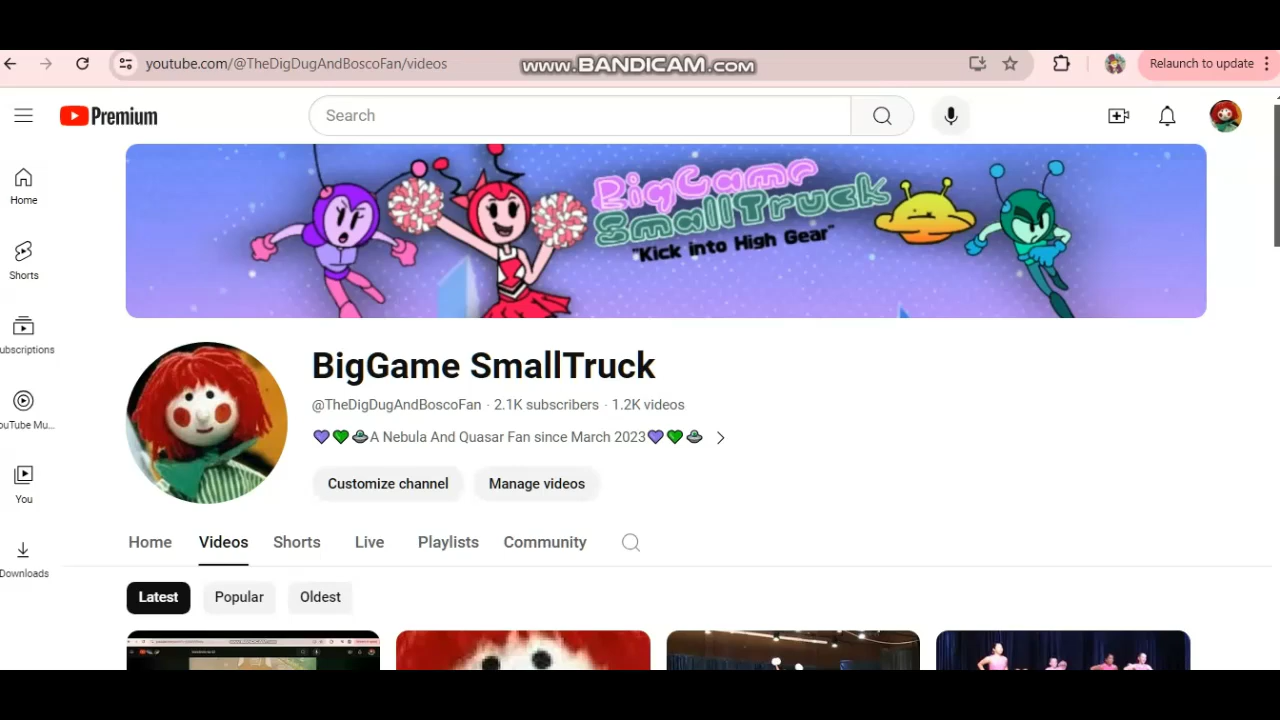 youtube.com/@TheDigDugAndBoscoFan/videos
www.BANDICAM.com
Relaunch to update
Premium
Search
BigGame
SmallTruck
"Kick into High Gear"
Home
Shorts
ubscriptions
ouTube Mu...
You
Downloads
BigGame SmallTruck
@TheDigDugAndBoscoFan · 2.1K subscribers · 1.2K videos
💜💚🛸A Nebula And Quasar Fan since March 2023💜💚🛸
Customize channel
Manage videos
Home
Videos
Shorts
Live
Playlists
Community
Latest
Popular
Oldest